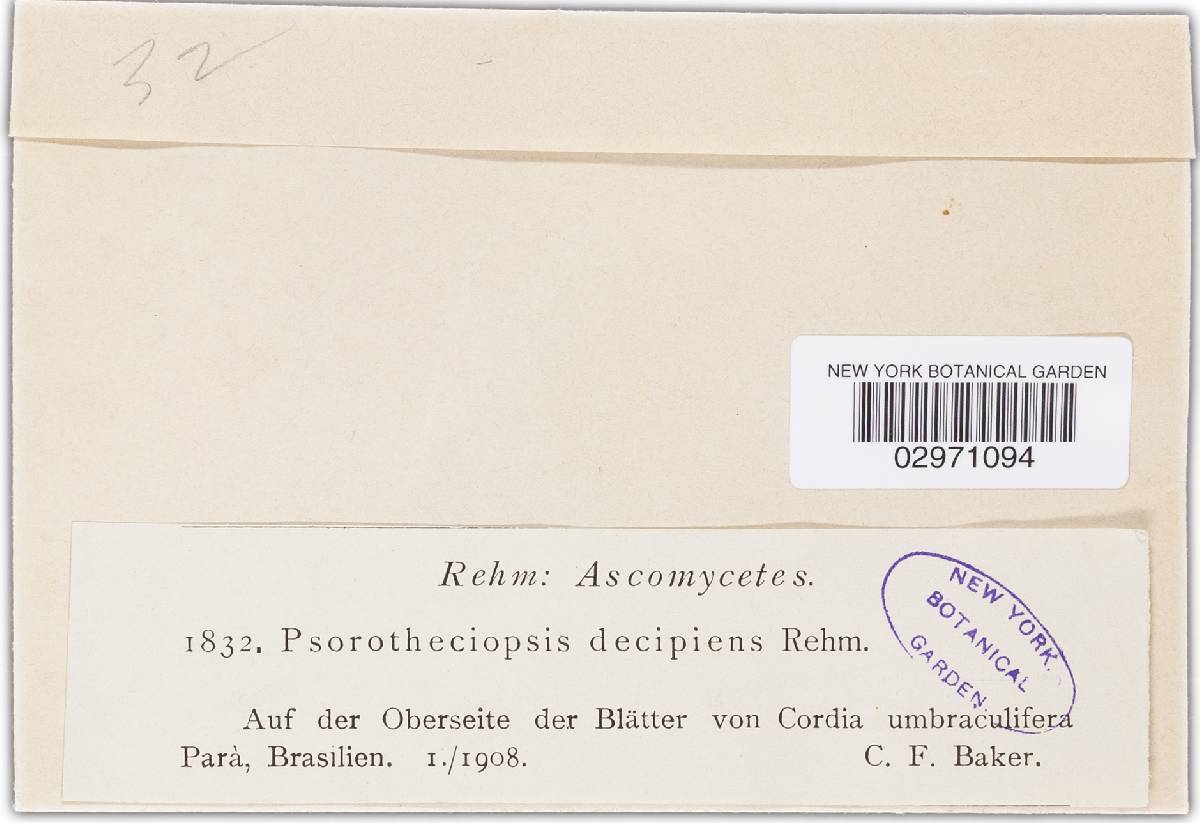 32
NEW YORK BOTANICAL GARDEN
02971094
Rehm: Ascomycetes.
1832. Psorotheciopsis decipiens Rehm.
NEW YORK
BOTANICAL
GARDEN
Auf der Oberseite der Blätter von Cordia umbraculifera
Parà, Brasilien. 1./1908. C. F. Baker.